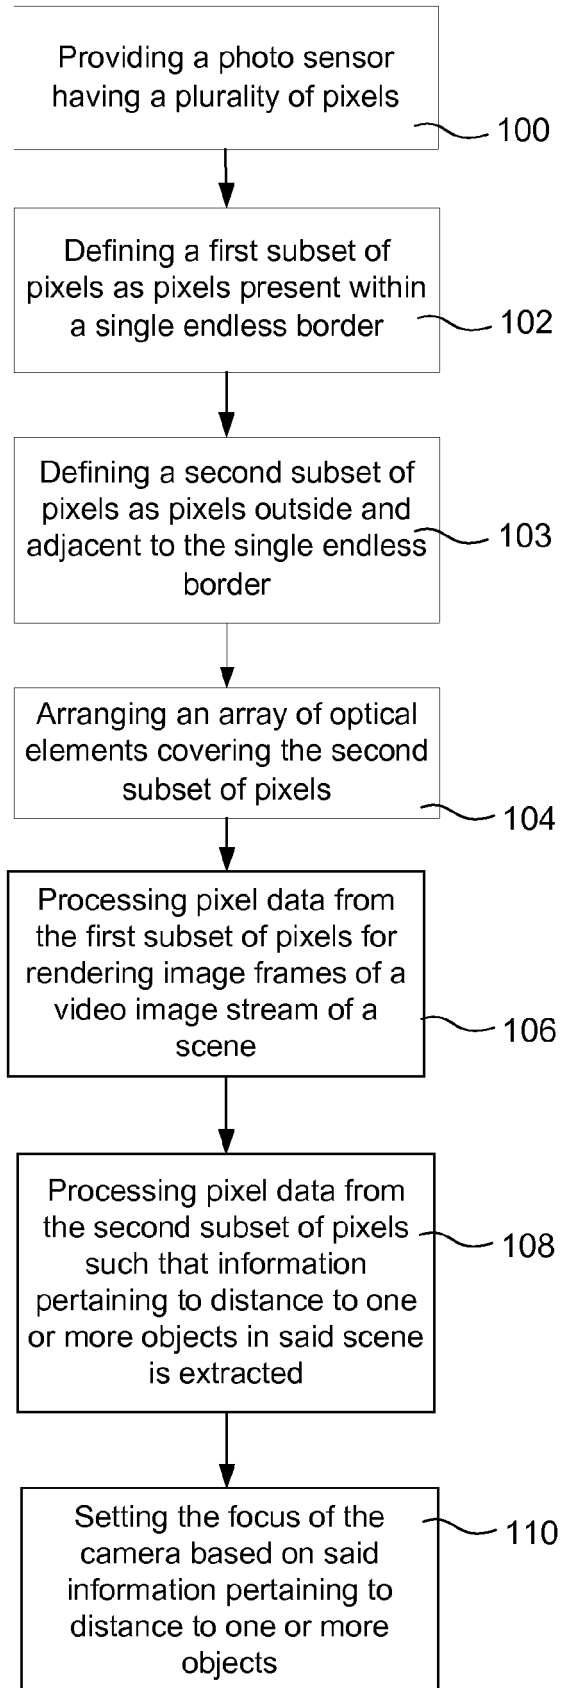 Providing a photo sensor
having a plurality of pixels
100
Defining a first subset of
pixels as pixels present within
a single endless border
102
Defining a second subset of
pixels as pixels outside and
adjacent to the single endless
border
103
Arranging an array of optical
elements covering the second
subset of pixels
104
Processing pixel data from
the first subset of pixels for
rendering image frames of a
video image stream of a
scene
106
Processing pixel data from
the second subset of pixels
such that information
pertaining to distance to one
or more objects in said scene
is extracted
108
Setting the focus of the
camera based on said
information pertaining to
distance to one or more
objects
110